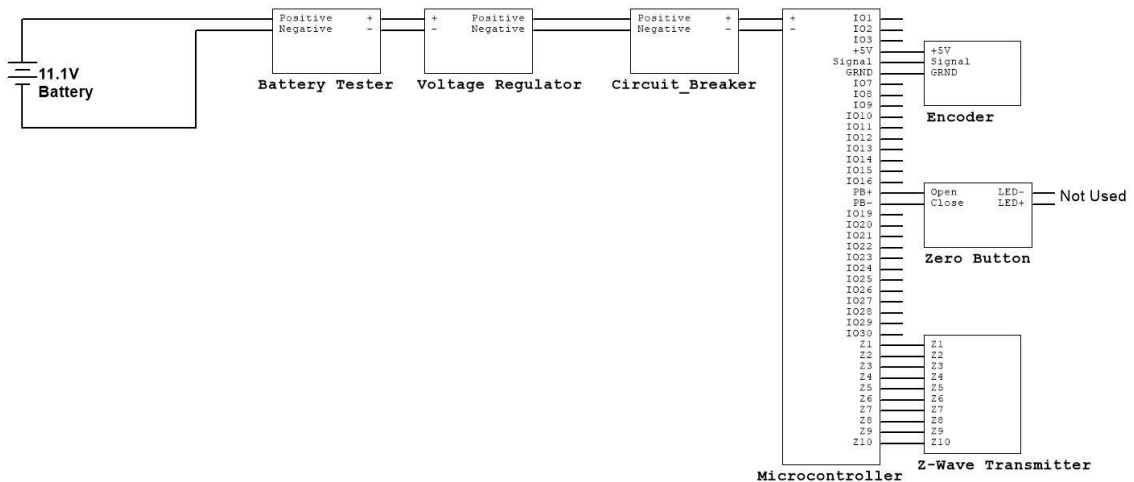 11.1V
Battery
Positive +
Negative -
Battery Tester
+ Positive
- Negative
Voltage Regulator
Positive +
Negative -
Circuit_Breaker
+
-
IO1
IO2
IO3
+5V
Signal
GRND
IO7
IO8
IO9
IO10
IO11
IO12
IO13
IO14
IO15
IO16
PB+
PB-
IO19
IO20
IO21
IO22
IO23
IO24
IO25
IO26
IO27
IO28
IO29
IO30
Z1
Z2
Z3
Z4
Z5
Z6
Z7
Z8
Z9
Z10
Microcontroller
+5V
Signal
GRND
Encoder
Open LED-
Close LED+
Not Used
Zero Button
Z1
Z2
Z3
Z4
Z5
Z6
Z7
Z8
Z9
Z10
Z-Wave Transmitter